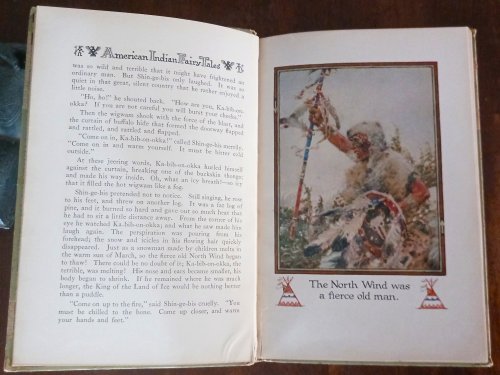 American Indian Fairy Tales
was so wild and terrible that it might have frightened an
ordinary man. But Shin-ge-bis only laughed. It was so
quiet in that great, silent country that he rather enjoyed a
little noise.
"Ho, ho!" he shouted back. "How are you, Ka-bib-on-
okka? If you are not careful you will burst your cheeks."
Then the wigwam shook with the force of the blast, and
the curtain of buffalo hide that formed the doorway flapped
and rattled, and rattled and flapped.
"Come on in, Ka-bib-on-okka!" called Shin-ge-bis merrily.
"Come on in and warm yourself. It must be bitter cold
outside."
At these jeering words, Ka-bib-on-okka hurled himself
against the curtain, breaking one of the buckskin thongs;
and made his way inside. Oh, what an icy breath!—so icy
that it filled the hot wigwam like a fog.
Shin-ge-bis pretended not to notice. Still singing, he rose
to his feet, and threw on another log. It was a fat log of
pine, and it burned so hard and gave out so much heat that
he had to sit a little distance away. From the corner of his
eye he watched Ka-bib-on-okka; and what he saw made him
laugh again. The perspiration was pouring from his
forehead; the snow and icicles in his flowing hair quickly
disappeared. Just as a snowman made by children melts in
the warm sun of March, so the fierce old North Wind began
to thaw! There could be no doubt of it; Ka-bib-on-okka, the
terrible, was melting! His nose and ears became smaller, his
body began to shrink. If he remained where he was much
longer, the King of the Land of Ice would be nothing better
than a puddle.
"Come on up to the fire," said Shin-ge-bis cruelly. "You
must be chilled to the bone. Come up closer, and warm
your hands and feet."
The North Wind was
a fierce old man.